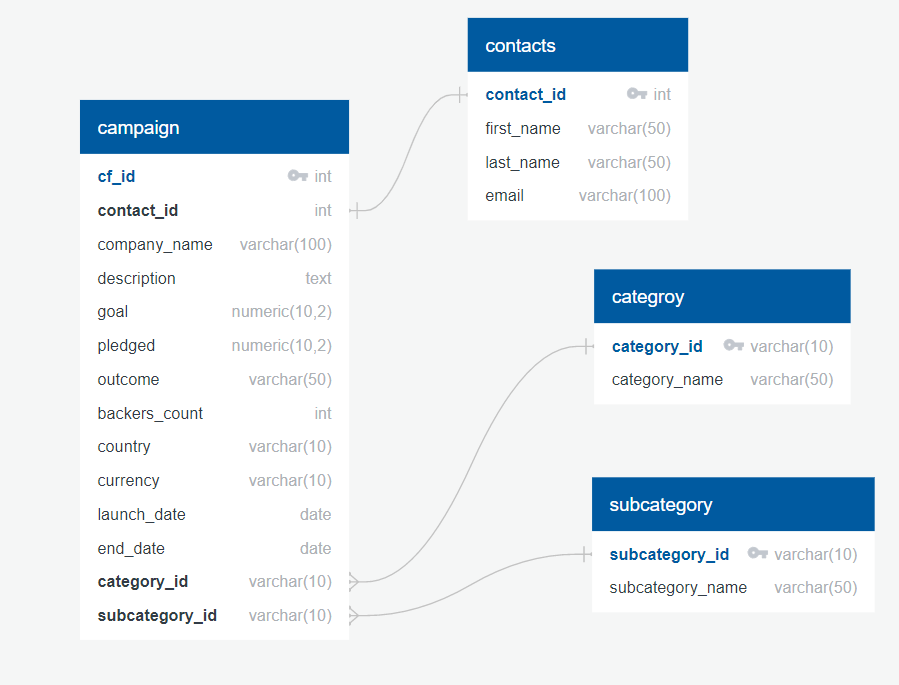 campaign
cf_id int
contact_id int
company_name varchar(100)
description text
goal numeric(10,2)
pledged numeric(10,2)
outcome varchar(50)
backers_count int
country varchar(10)
currency varchar(10)
launch_date date
end_date date
category_id varchar(10)
subcategory_id varchar(10)
contacts
contact_id int
first_name varchar(50)
last_name varchar(50)
email varchar(100)
categroy
category_id varchar(10)
category_name varchar(50)
subcategory
subcategory_id varchar(10)
subcategory_name varchar(50)